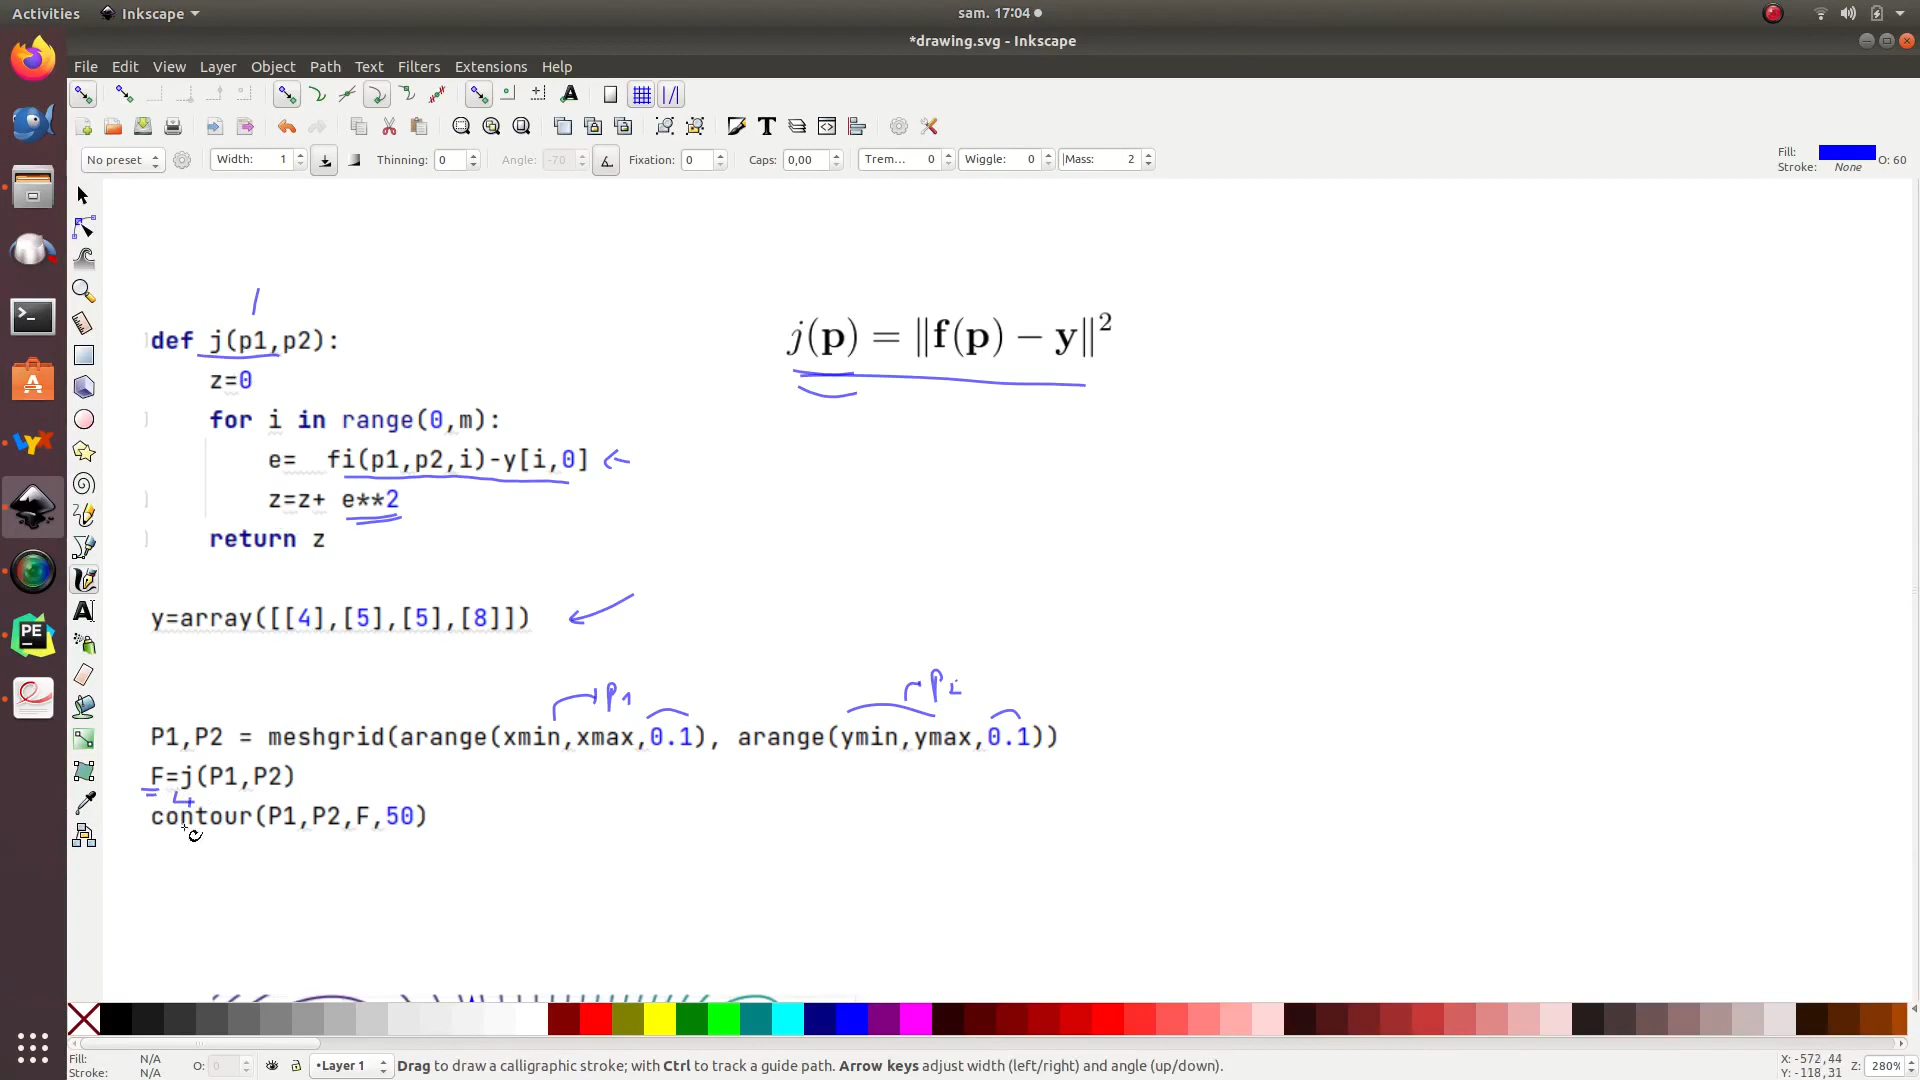 Activities Inkscape sam. 17:04
*drawing.svg - Inkscape
File Edit View Layer Object Path Text Filters Extensions Help
No preset Width: 1 Thinning: 0 Angle: -70 Fixation: 0 Caps: 0,00 Trem... 0 Wiggle: 0 Mass: 2 Fill: O: 60
Stroke: None
1
def j(p1,p2):
z=0
for i in range(0,m):
e= fi(p1,p2,i)-y[i,0]
z=z+ e**2
return z
j(p) = ‖f(p) − y‖²
y=array([[4],[5],[5],[8]])
p1 p2
P1,P2 = meshgrid(arange(xmin,xmax,0.1), arange(ymin,ymax,0.1))
F=j(P1,P2)
4
contour(P1,P2,F,50)
Fill: N/A O: 0 •Layer 1 Drag to draw a calligraphic stroke; with Ctrl to track a guide path. Arrow keys adjust width (left/right) and angle (up/down). X: -572,44 Z: 280%
Stroke: N/A Y: -118,31